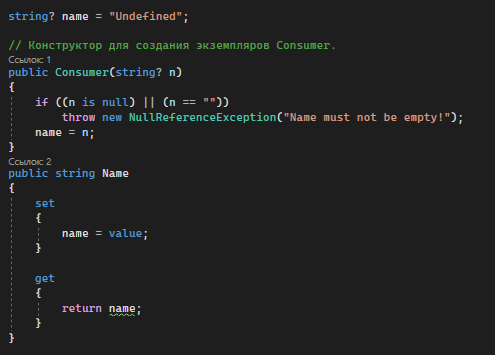 string? name = "Undefined";
// Конструктор для создания экземпляров Consumer.
Ссылок: 1
public Consumer(string? n)
{
if ((n is null) || (n == ""))
throw new NullReferenceException("Name must not be empty!");
name = n;
}
Ссылок: 2
public string Name
{
set
{
name = value;
}
get
{
return name;
}
}